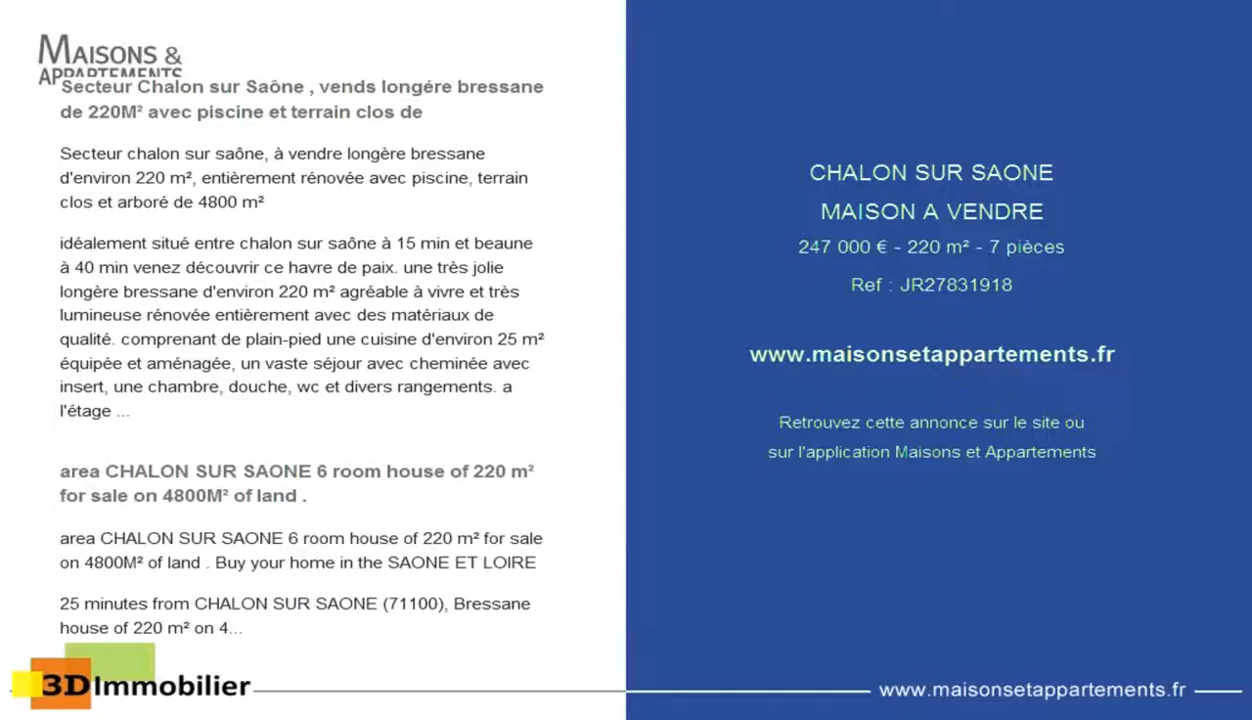 MAISONS &
APPARTEMENTS
Secteur Chalon sur Saône , vends longére bressane
de 220M² avec piscine et terrain clos de
Secteur chalon sur saône, à vendre longère bressane
d'environ 220 m², entièrement rénovée avec piscine, terrain
clos et arboré de 4800 m²
idéalement situé entre chalon sur saône à 15 min et beaune
à 40 min venez découvrir ce havre de paix. une très jolie
longère bressane d'environ 220 m² agréable à vivre et très
lumineuse rénovée entièrement avec des matériaux de
qualité. comprenant de plain-pied une cuisine d'environ 25 m²
équipée et aménagée, un vaste séjour avec cheminée avec
insert, une chambre, douche, wc et divers rangements. a
l'étage ...
area CHALON SUR SAONE 6 room house of 220 m²
for sale on 4800M² of land .
area CHALON SUR SAONE 6 room house of 220 m² for sale
on 4800M² of land . Buy your home in the SAONE ET LOIRE
25 minutes from CHALON SUR SAONE (71100), Bressane
house of 220 m² on 4...
3D Immobilier
CHALON SUR SAONE
MAISON A VENDRE
247 000 € - 220 m² - 7 pièces
Ref : JR27831918
www.maisonsetappartements.fr
Retrouvez cette annonce sur le site ou
sur l'application Maisons et Appartements
www.maisonsetappartements.fr